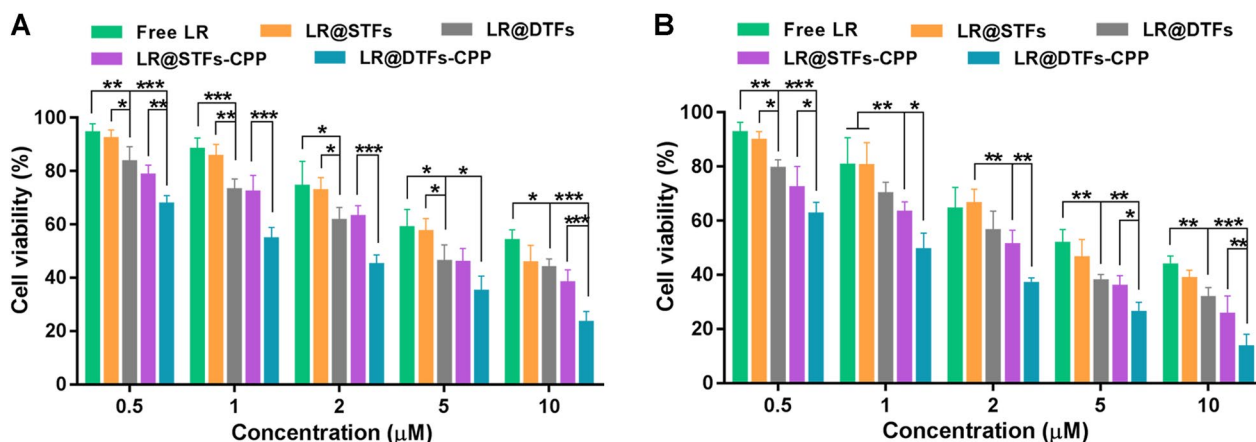 A
Free LR
LR@STFs
LR@DTFs
LR@STFs-CPP
LR@DTFs-CPP
Cell viability (%)
100
80
60
40
20
0
** *** * **
*** ** ***
* * ***
* * *
* *** ***
0.5 1 2 5 10
Concentration (μM)
B
Free LR
LR@STFs
LR@DTFs
LR@STFs-CPP
LR@DTFs-CPP
Cell viability (%)
100
80
60
40
20
0
** *** * *
** *
** **
** ** *
** *** **
0.5 1 2 5 10
Concentration (μM)